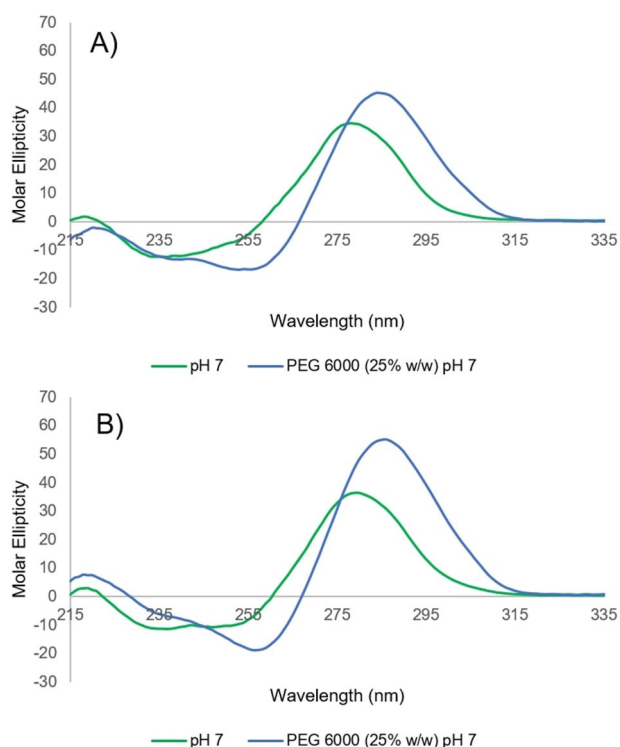 A)
70
60
50
40
30
20
10
0
-10
-20
-30
Molar Ellipticity
215 235 255 275 295 315 335
Wavelength (nm)
pH 7 PEG 6000 (25% w/w) pH 7
B)
70
60
50
40
30
20
10
0
-10
-20
-30
Molar Ellipticity
215 235 255 275 295 315 335
Wavelength (nm)
pH 7 PEG 6000 (25% w/w) pH 7